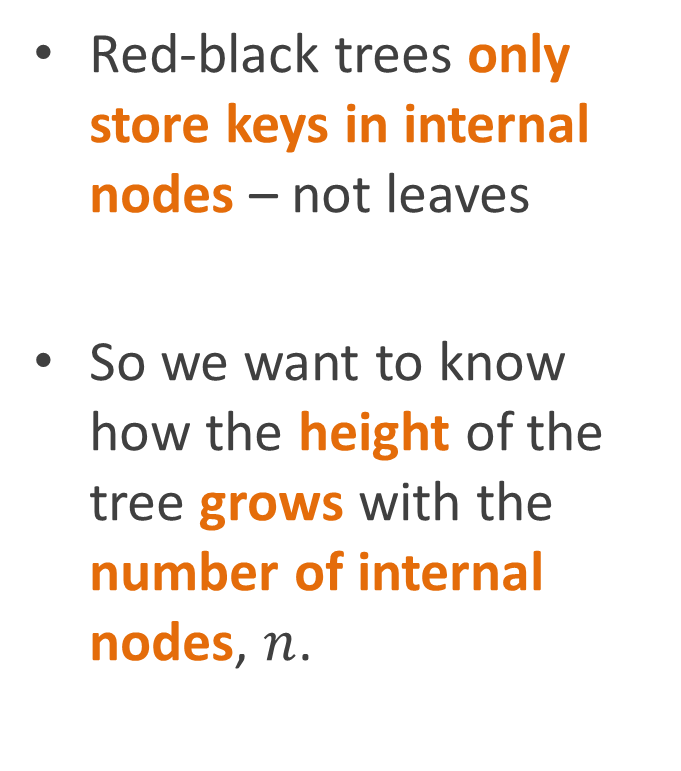 • Red-black trees only
store keys in internal
nodes – not leaves
• So we want to know
how the height of the
tree grows with the
number of internal
nodes, n.